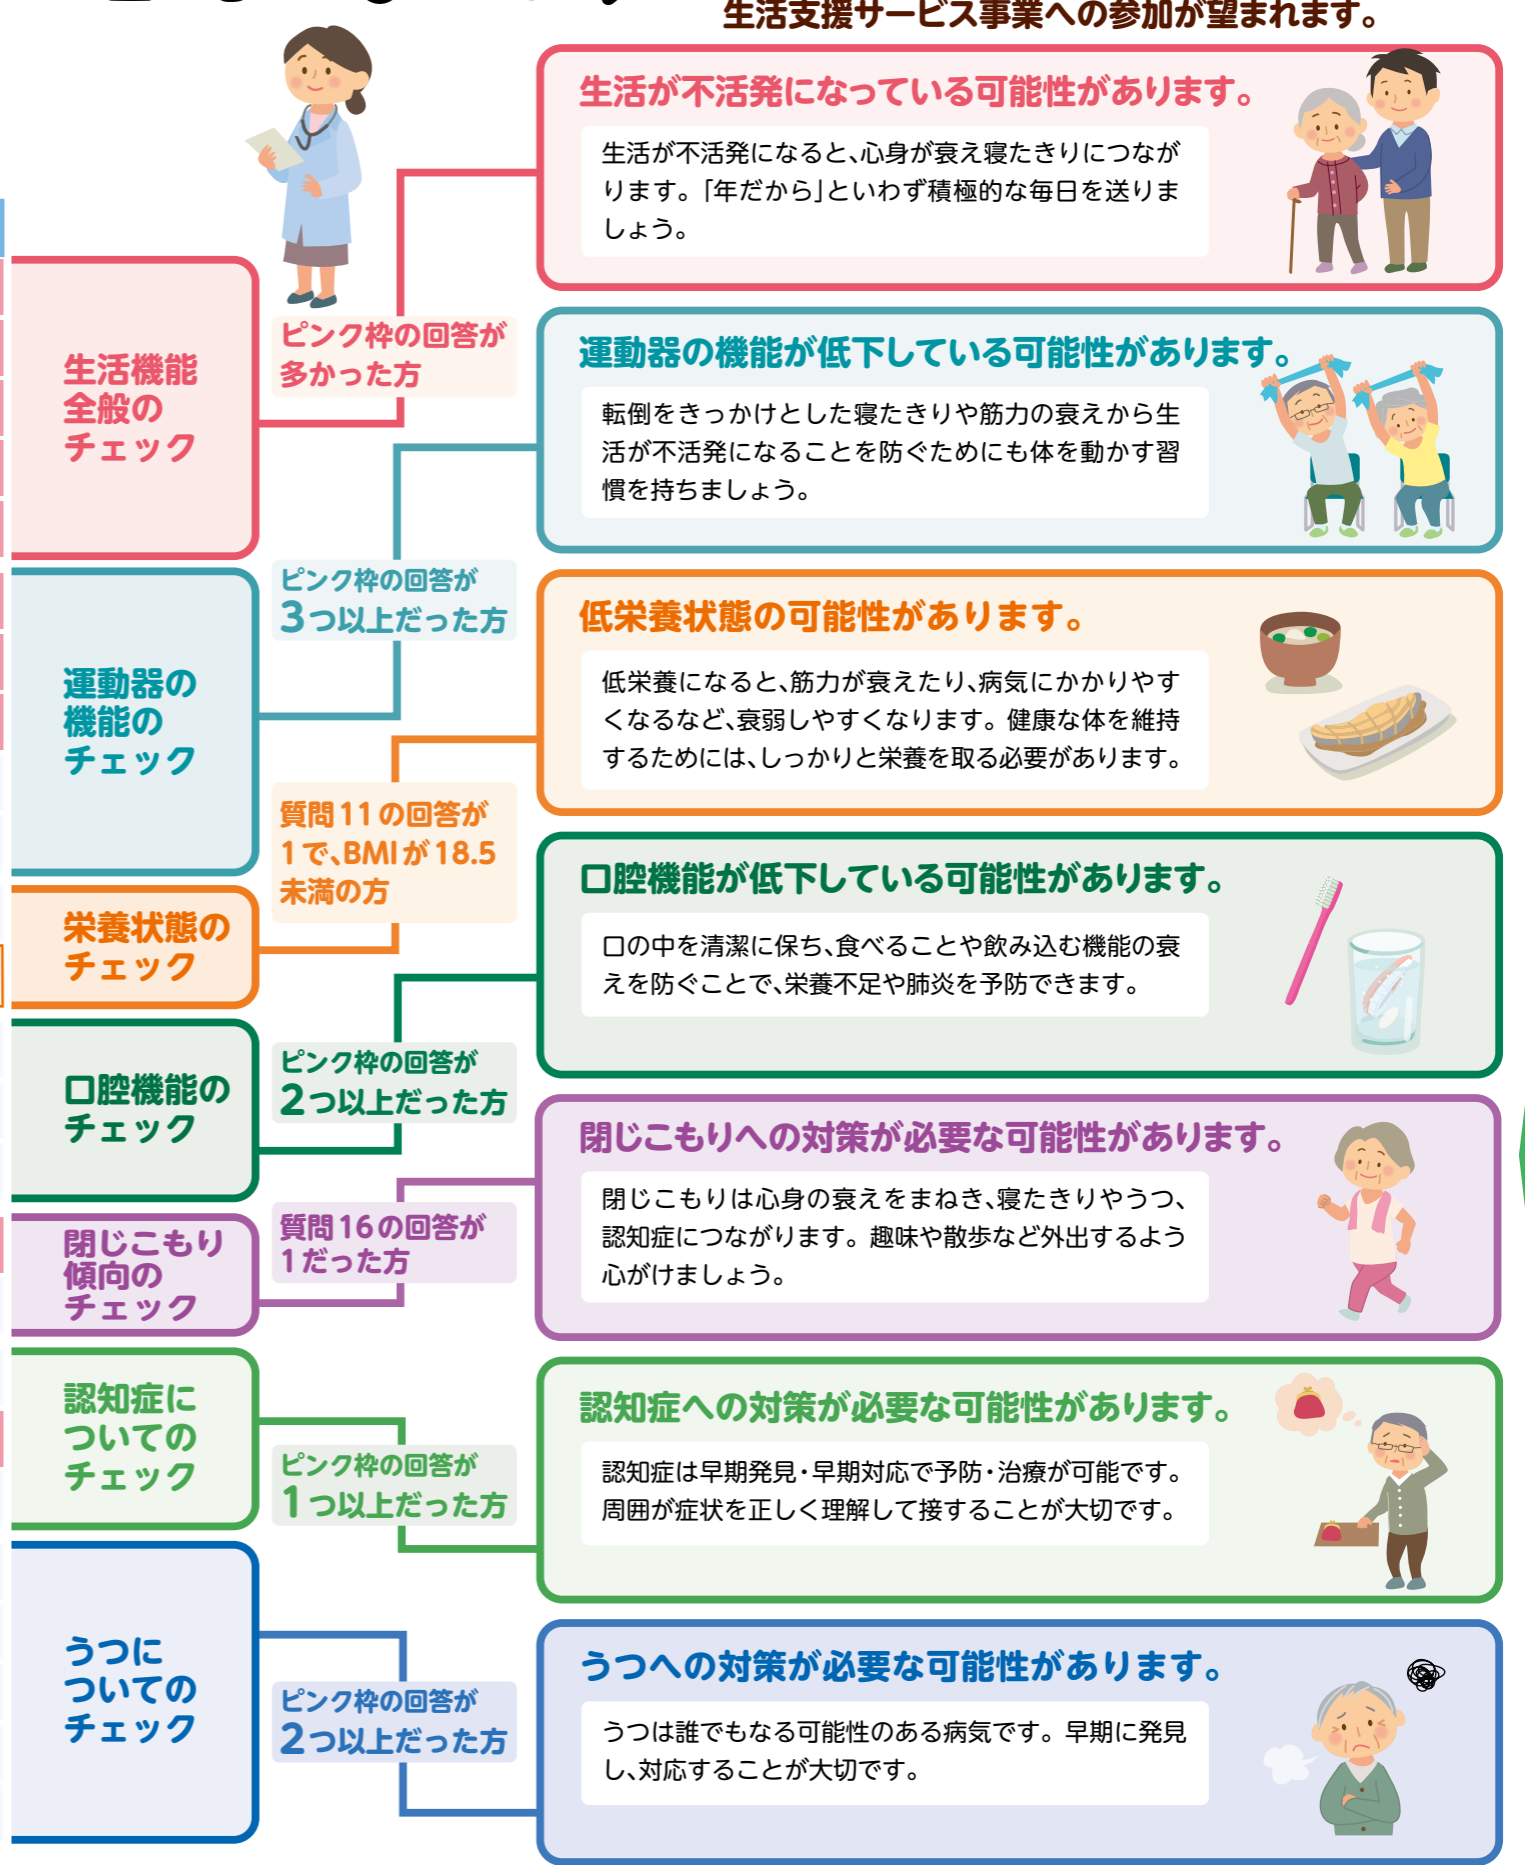 生活支援サービス事業への参加が望まれます。
生活機能
全般の
チェック
ピンク枠の回答が
多かった方
生活が不活発になっている可能性があります。
生活が不活発になると、心身が衰え寝たきりにつなが
ります。「年だから」といわず積極的な毎日を送りま
しょう。
運動器の
機能の
チェック
ピンク枠の回答が
3つ以上だった方
運動器の機能が低下している可能性があります。
転倒をきっかけとした寝たきりや筋力の衰えから生
活が不活発になることを防ぐためにも体を動かす習
慣を持ちましょう。
栄養状態の
チェック
質問11の回答が
1で、BMIが18.5
未満の方
低栄養状態の可能性があります。
低栄養になると、筋力が衰えたり、病気にかかりやす
くなるなど、衰弱しやすくなります。健康な体を維持
するためには、しっかりと栄養を取る必要があります。
口腔機能の
チェック
ピンク枠の回答が
2つ以上だった方
口腔機能が低下している可能性があります。
口の中を清潔に保ち、食べることや飲み込む機能の衰
えを防ぐことで、栄養不足や肺炎を予防できます。
閉じこもり
傾向の
チェック
質問16の回答が
1だった方
閉じこもりへの対策が必要な可能性があります。
閉じこもりは心身の衰えをまねき、寝たきりやうつ、
認知症につながります。趣味や散歩など外出するよう
心がけましょう。
認知症に
ついての
チェック
ピンク枠の回答が
1つ以上だった方
認知症への対策が必要な可能性があります。
認知症は早期発見・早期対応で予防・治療が可能です。
周囲が症状を正しく理解して接することが大切です。
うつに
ついての
チェック
ピンク枠の回答が
2つ以上だった方
うつへの対策が必要な可能性があります。
うつは誰でもなる可能性のある病気です。早期に発見
し、対応することが大切です。